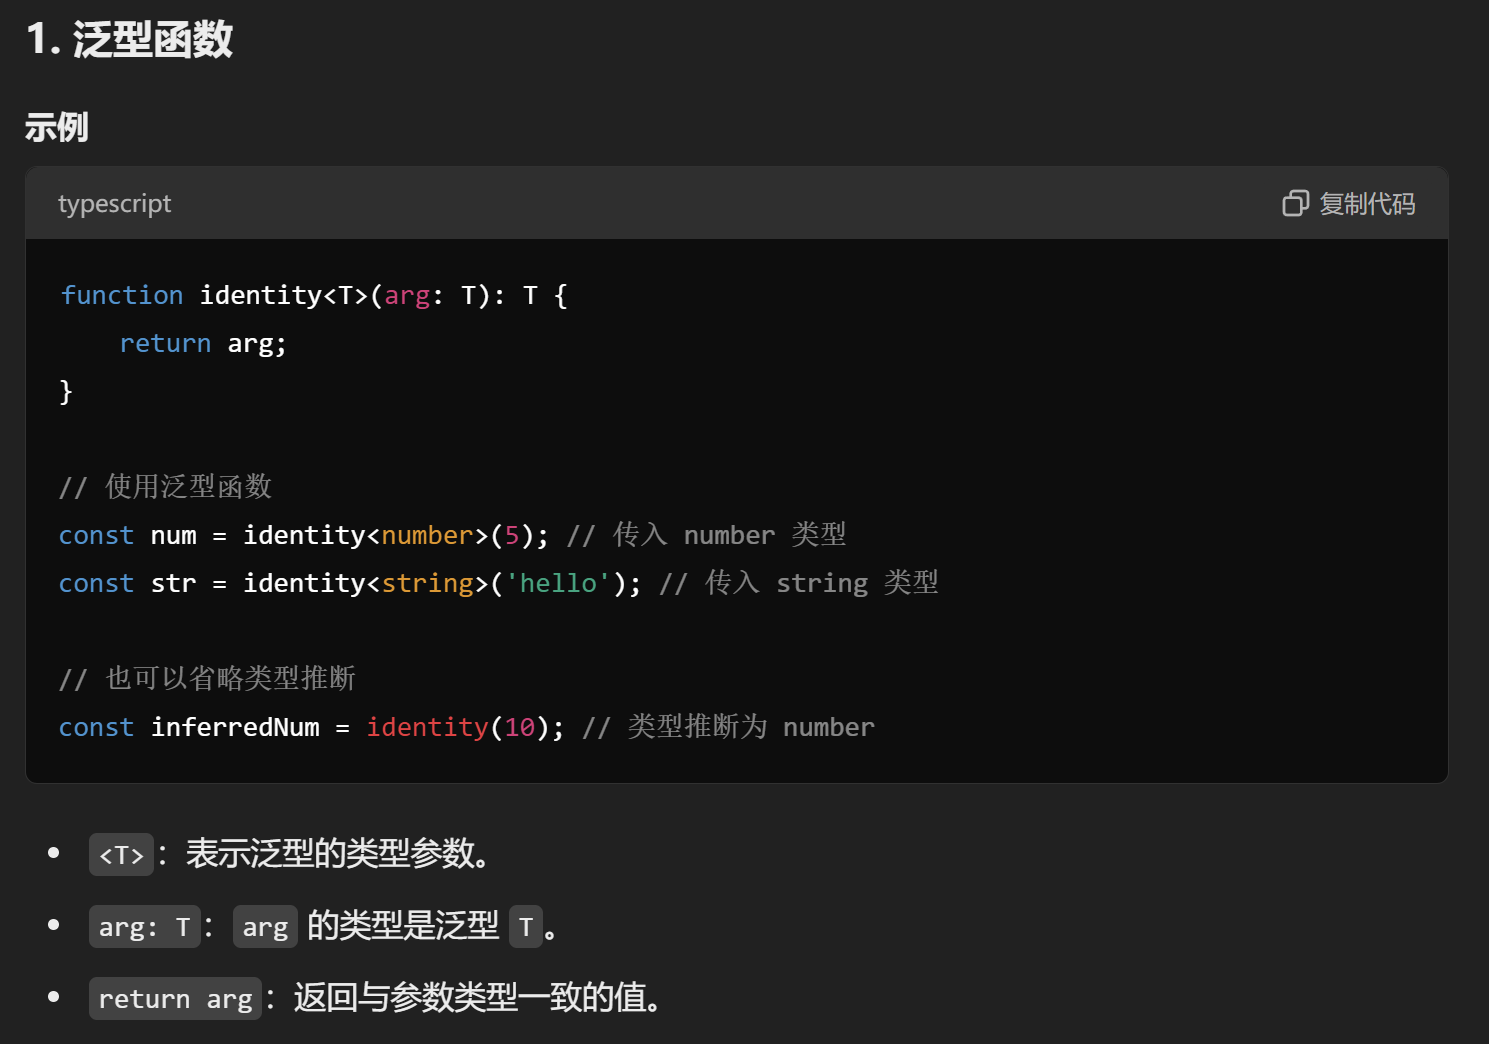 1. 泛型函数
示例
typescript
复制代码
function identity<T>(arg: T): T {
    return arg;
}
// 使用泛型函数
const num = identity<number>(5); // 传入 number 类型
const str = identity<string>('hello'); // 传入 string 类型
// 也可以省略类型推断
const inferredNum = identity(10); // 类型推断为 number
• <T>：表示泛型的类型参数。
• arg: T：arg 的类型是泛型 T。
• return arg：返回与参数类型一致的值。